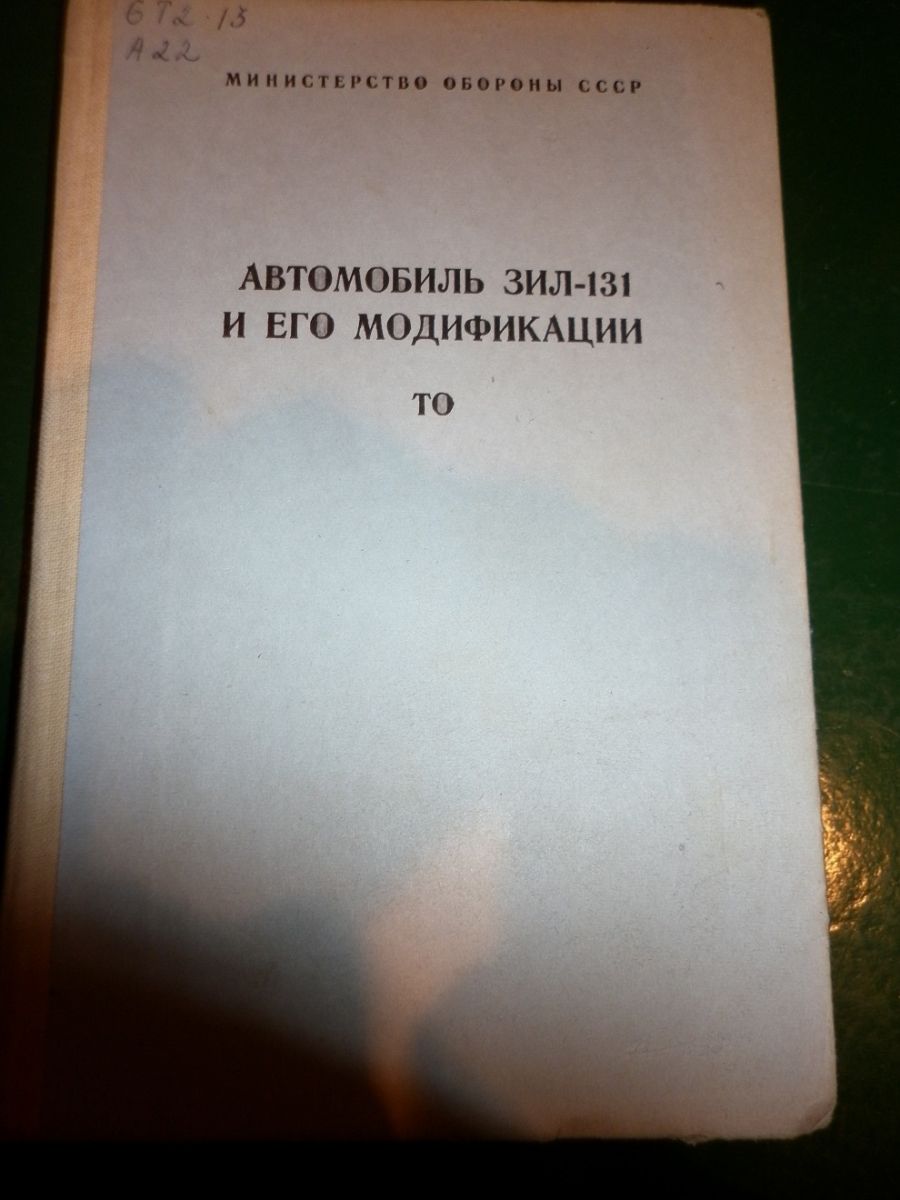 6Т2.13
А22
МИНИСТЕРСТВО ОБОРОНЫ СССР
АВТОМОБИЛЬ ЗИЛ-131
И ЕГО МОДИФИКАЦИИ
ТО